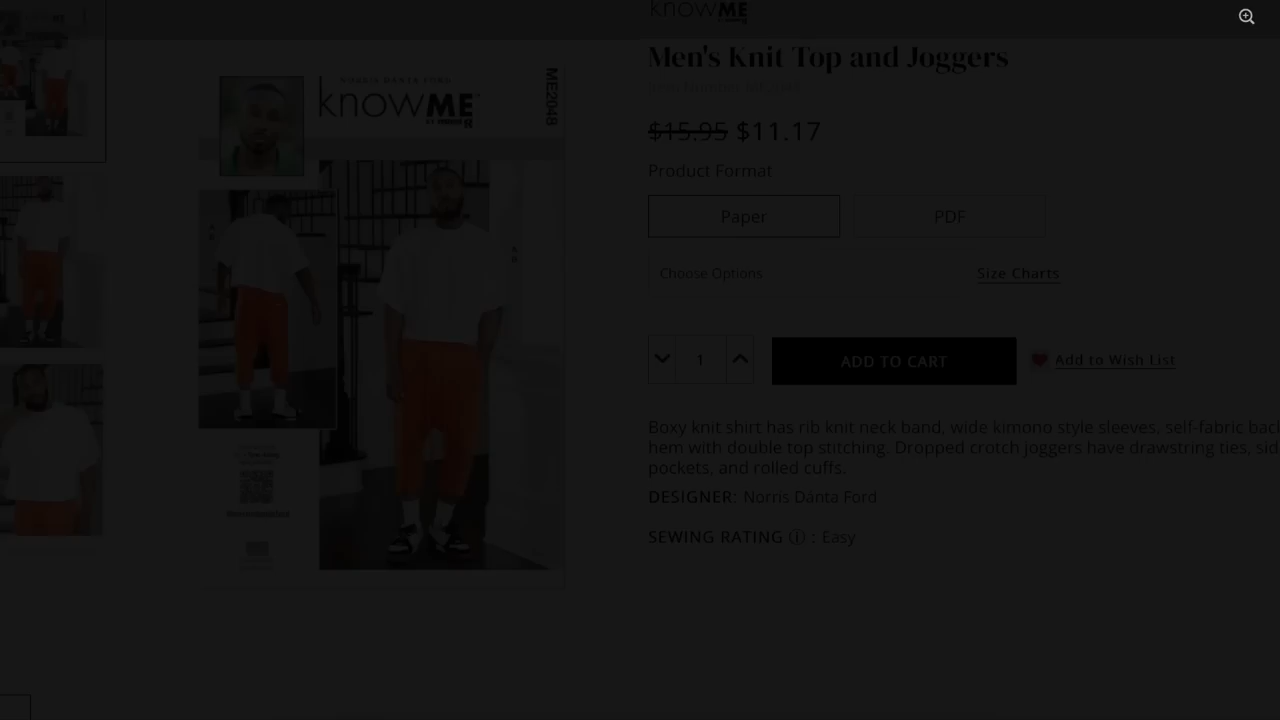 knowME
Men's Knit Top and Joggers
$15.95 $11.17
Product Format
Paper PDF
Choose Options Size Charts
1 ADD TO CART Add to Wish List
Boxy knit shirt has rib knit neck band, wide kimono style sleeves, self-fabric
hem with double top stitching. Dropped crotch joggers have drawstring ties,
pockets, and rolled cuffs.
DESIGNER: Norris Dánta Ford
SEWING RATING ⓘ : Easy
NORRIS DÁNTA FORD
knowME
ME2048